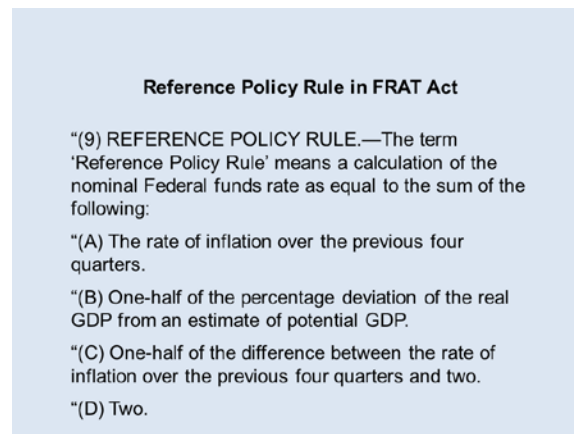 Reference Policy Rule in FRAT Act
“(9) REFERENCE POLICY RULE.—The term
‘Reference Policy Rule’ means a calculation of the
nominal Federal funds rate as equal to the sum of the
following:
“(A) The rate of inflation over the previous four
quarters.
“(B) One-half of the percentage deviation of the real
GDP from an estimate of potential GDP.
“(C) One-half of the difference between the rate of
inflation over the previous four quarters and two.
“(D) Two.